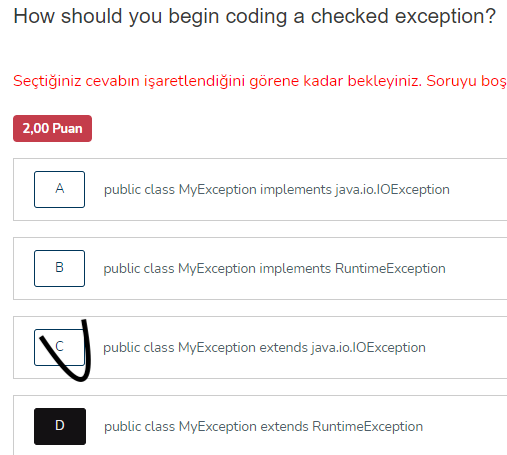 How should you begin coding a checked exception?
Seçtiğiniz cevabın işaretlendiğini görene kadar bekleyiniz. Soruyu boş
2,00 Puan
A public class MyException implements java.io.IOException
B public class MyException implements RuntimeException
C public class MyException extends java.io.IOException
D public class MyException extends RuntimeException